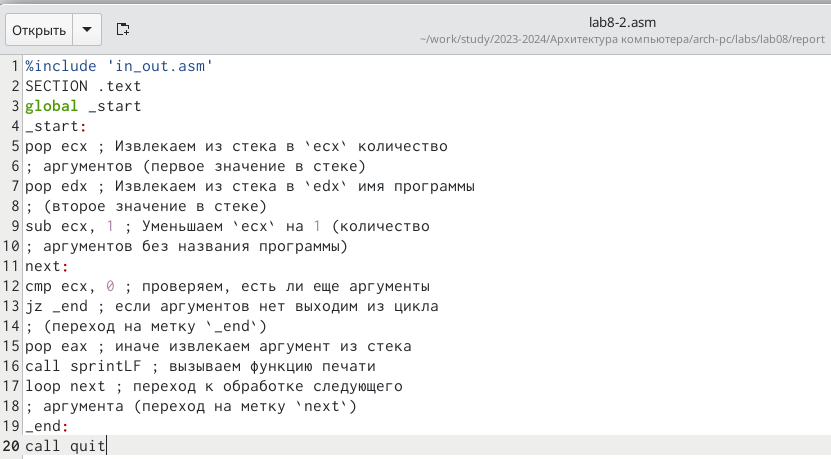 Открыть
lab8-2.asm
~/work/study/2023-2024/Архитектура компьютера/arch-pc/labs/lab08/report
1 %include 'in_out.asm'
2 SECTION .text
3 global _start
4 _start:
5 pop ecx ; Извлекаем из стека в `ecx` количество
6 ; аргументов (первое значение в стеке)
7 pop edx ; Извлекаем из стека в `edx` имя программы
8 ; (второе значение в стеке)
9 sub ecx, 1 ; Уменьшаем `ecx` на 1 (количество
10 ; аргументов без названия программы)
11 next:
12 cmp ecx, 0 ; проверяем, есть ли еще аргументы
13 jz _end ; если аргументов нет выходим из цикла
14 ; (переход на метку `_end`)
15 pop eax ; иначе извлекаем аргумент из стека
16 call sprintLF ; вызываем функцию печати
17 loop next ; переход к обработке следующего
18 ; аргумента (переход на метку `next`)
19 _end:
20 call quit